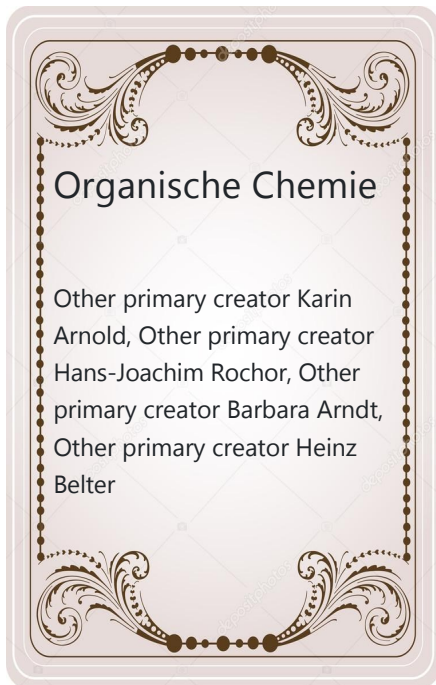 Organische Chemie
Other primary creator Karin
Arnold, Other primary creator
Hans-Joachim Rochor, Other
primary creator Barbara Arndt,
Other primary creator Heinz
Belter